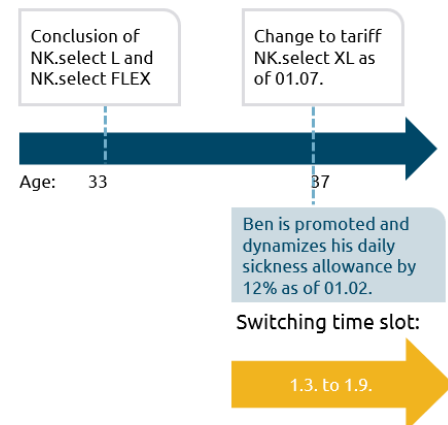 Conclusion of
NK.select L and
NK.select FLEX
Change to tariff
NK.select XL as
of 01.07.
Age: 33 37
Ben is promoted and
dynamizes his daily
sickness allowance by
12% as of 01.02.
Switching time slot:
1.3. to 1.9.